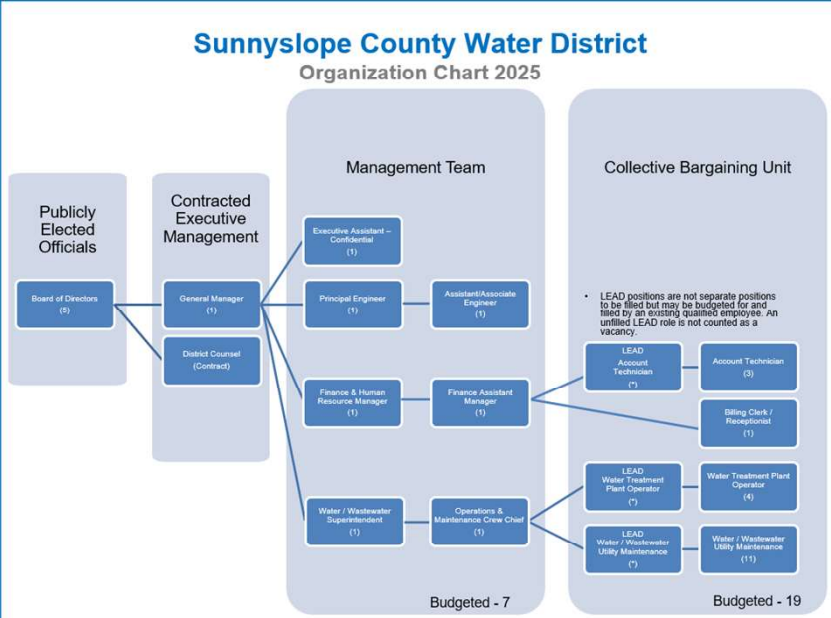 Sunnyslope County Water District
Organization Chart 2025
Publicly
Elected
Officials
Board of Directors
(5)
Contracted
Executive
Management
General Manager
(1)
District Counsel
(Contract)
Management Team
Executive Assistant –
Confidential
(1)
Principal Engineer
(1)
Assistant/Associate
Engineer
(1)
Finance & Human
Resource Manager
(1)
Finance Assistant
Manager
(1)
Water / Wastewater
Superintendent
(1)
Operations &
Maintenance Crew Chief
(1)
Budgeted - 7
Collective Bargaining Unit
• LEAD positions are not separate positions
to be filled but may be budgeted for and
filled by an existing qualified employee. An
unfilled LEAD role is not counted as a
vacancy.
LEAD
Account
Technician
(*)
Account Technician
(3)
Billing Clerk /
Receptionist
(1)
LEAD
Water Treatment
Plant Operator
(*)
Water Treatment Plant
Operator
(4)
LEAD
Water / Wastewater
Utility Maintenance
(*)
Water / Wastewater
Utility Maintenance
(11)
Budgeted - 19